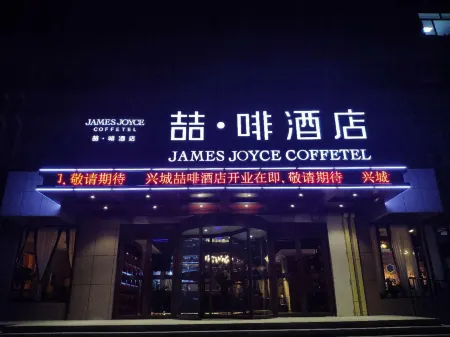 JAMES JOYCE
COFFETEL
喆·啡酒店
喆·啡酒店
JAMES JOYCE COFFETEL
,敬请期待 兴城喆啡酒店开业在即,敬请期待 兴城